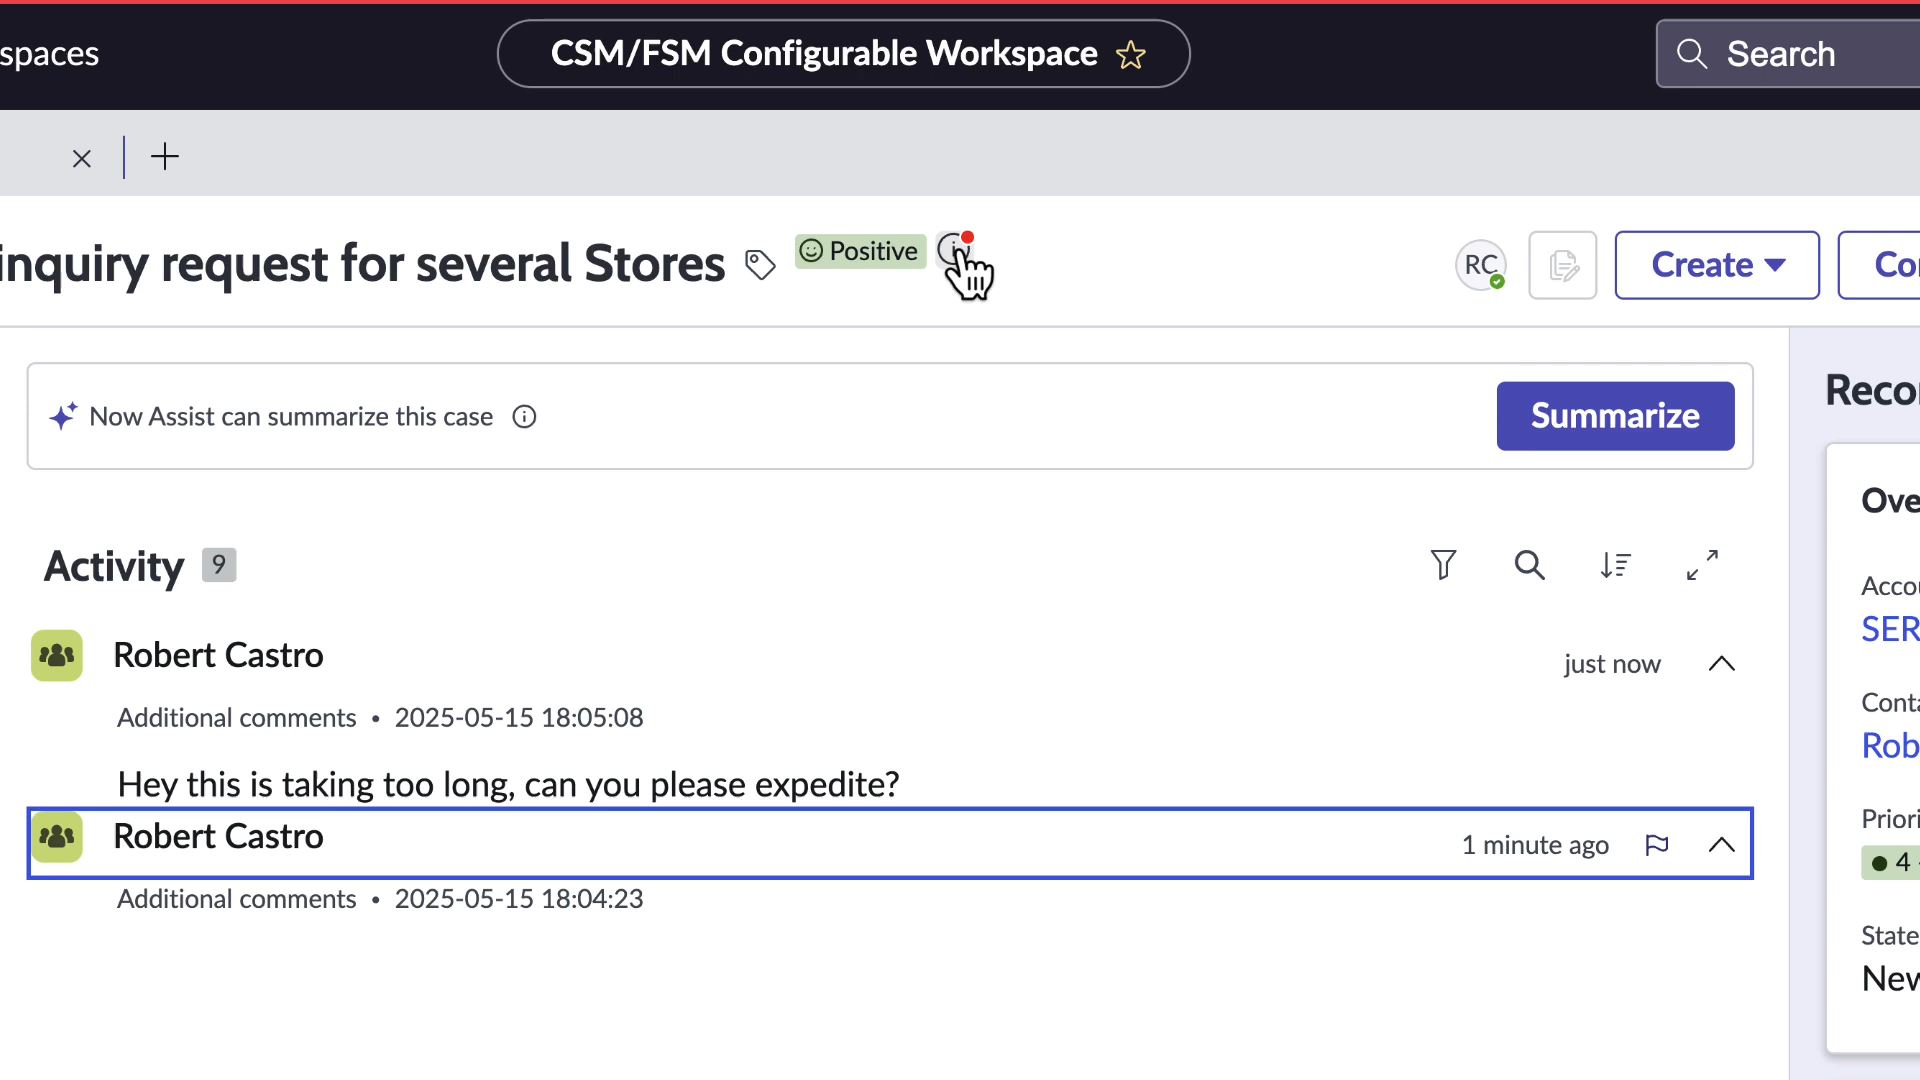 spaces
CSM/FSM Configurable Workspace
Search
inquiry request for several Stores
Positive
RC
Create
Co
Now Assist can summarize this case
Summarize
Reco
Activity 9
Ove
Robert Castro
just now
Additional comments • 2025-05-15 18:05:08
Hey this is taking too long, can you please expedite?
Robert Castro
1 minute ago
Additional comments • 2025-05-15 18:04:23
Accou
SER
Conta
Rob
Priori
4
State
New